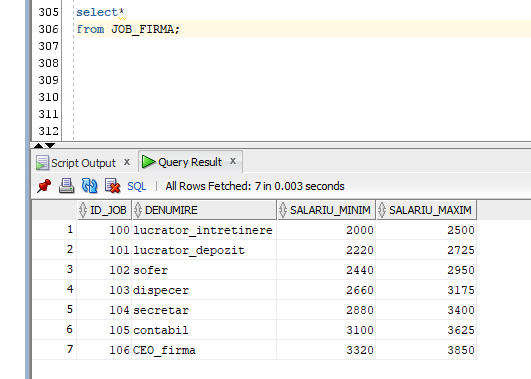 305 select*
306 from JOB_FIRMA;
307
308
309
310
311
312
Script Output x Query Result x
SQL | All Rows Fetched: 7 in 0.003 seconds
ID_JOB DENUMIRE SALARIU_MINIM SALARIU_MAXIM
1 100 lucrator_intretinere 2000 2500
2 101 lucrator_depozit 2220 2725
3 102 sofer 2440 2950
4 103 dispecer 2660 3175
5 104 secretar 2880 3400
6 105 contabil 3100 3625
7 106 CEO_firma 3320 3850